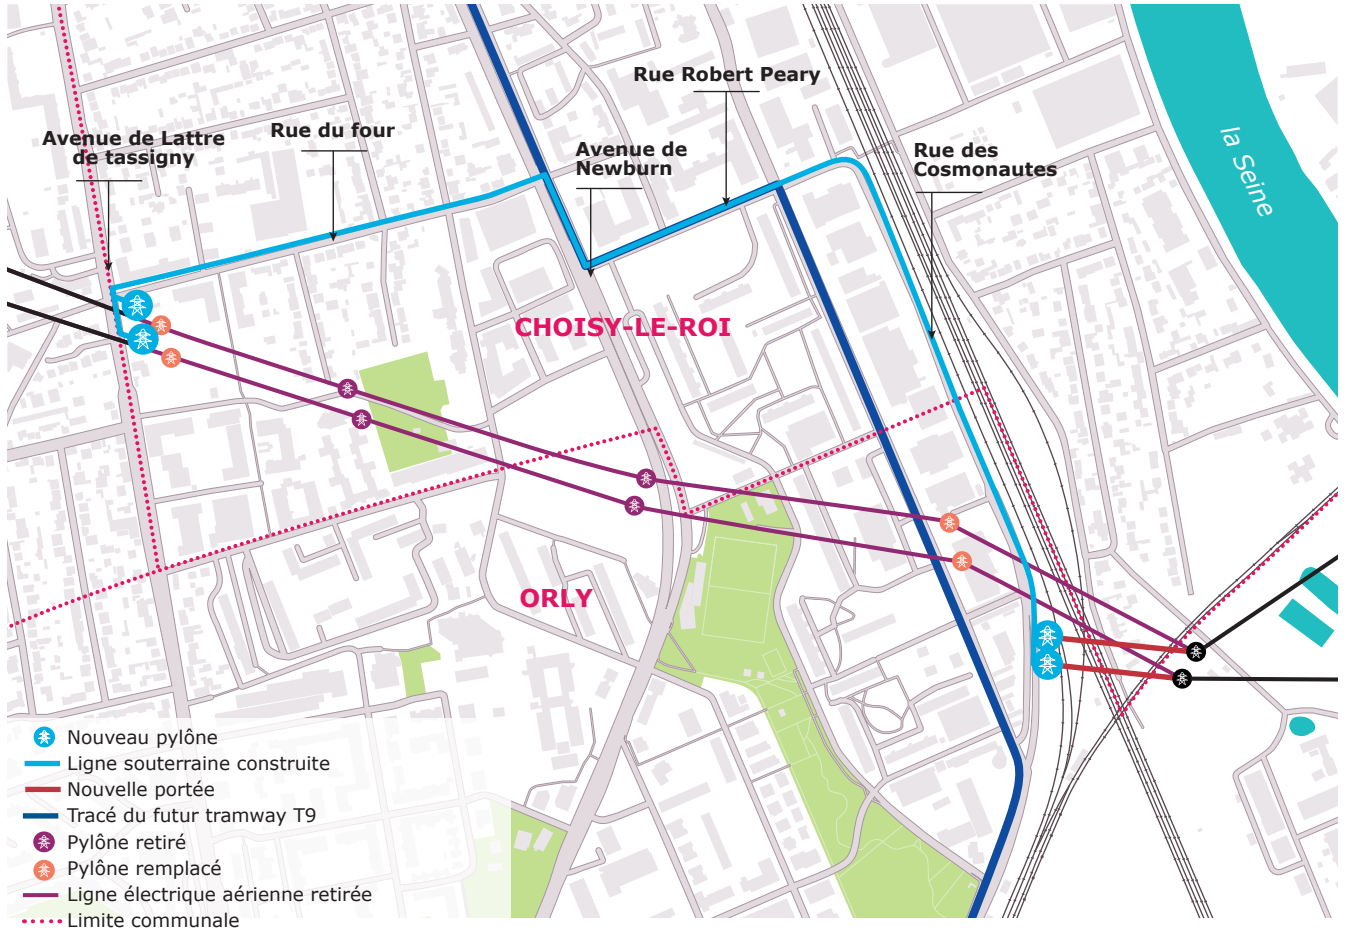 Rue Robert Peary
Avenue de Lattre
de tassigny
Rue du four
Avenue de
Newburn
Rue des
Cosmonautes
la Seine
CHOISY-LE-ROI
ORLY
Nouveau pylône
Ligne souterraine construite
Nouvelle portée
Tracé du futur tramway T9
Pylône retiré
Pylône remplacé
Ligne électrique aérienne retirée
Limite communale